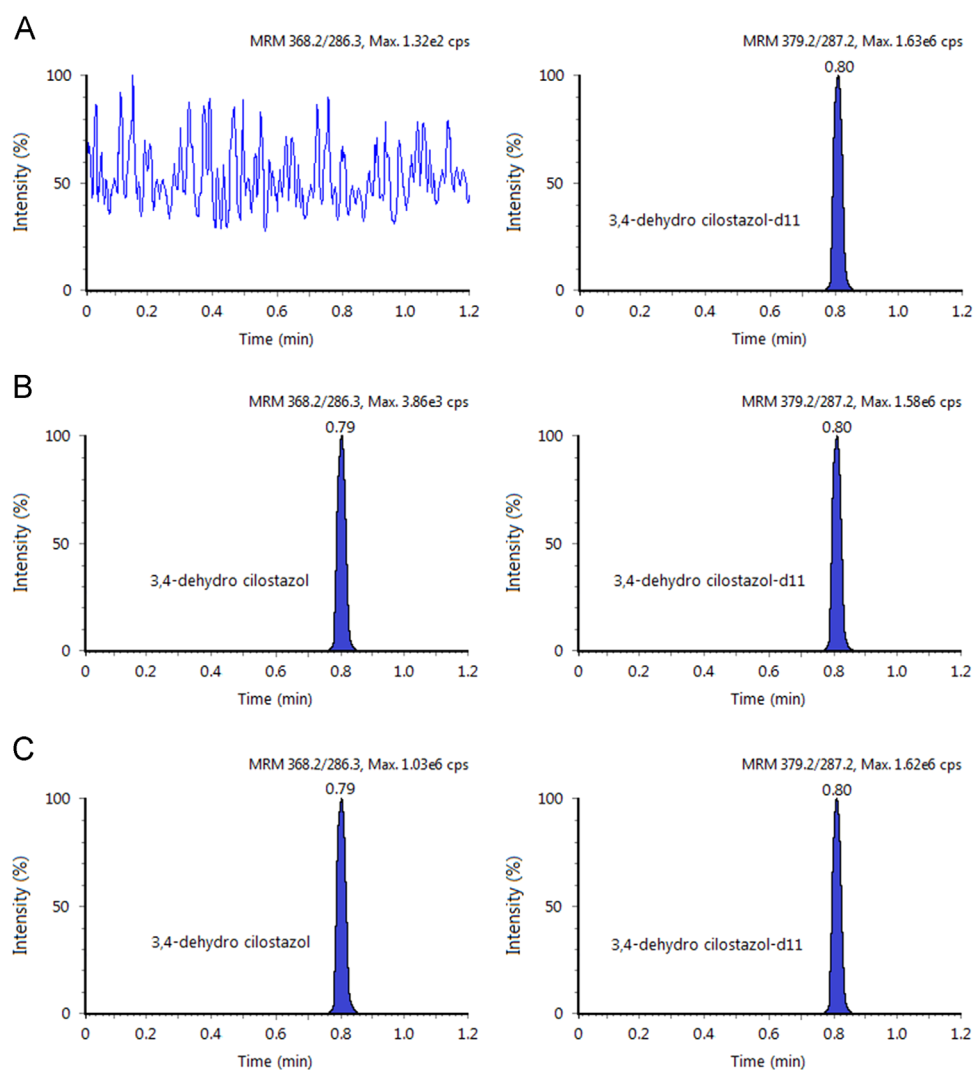 A
MRM 368.2/286.3, Max. 1.32e2 cps
100
50
0
Intensity (%)
0 0.2 0.4 0.6 0.8 1.0 1.2
Time (min)
MRM 379.2/287.2, Max. 1.63e6 cps
0.80
100
50
0
Intensity (%)
3,4-dehydro cilostazol-d11
0 0.2 0.4 0.6 0.8 1.0 1.2
Time (min)
B
MRM 368.2/286.3, Max. 3.86e3 cps
0.79
100
50
0
Intensity (%)
3,4-dehydro cilostazol
0 0.2 0.4 0.6 0.8 1.0 1.2
Time (min)
MRM 379.2/287.2, Max. 1.58e6 cps
0.80
100
50
0
Intensity (%)
3,4-dehydro cilostazol-d11
0 0.2 0.4 0.6 0.8 1.0 1.2
Time (min)
C
MRM 368.2/286.3, Max. 1.03e6 cps
0.79
100
50
0
Intensity (%)
3,4-dehydro cilostazol
0 0.2 0.4 0.6 0.8 1.0 1.2
Time (min)
MRM 379.2/287.2, Max. 1.62e6 cps
0.80
100
50
0
Intensity (%)
3,4-dehydro cilostazol-d11
0 0.2 0.4 0.6 0.8 1.0 1.2
Time (min)